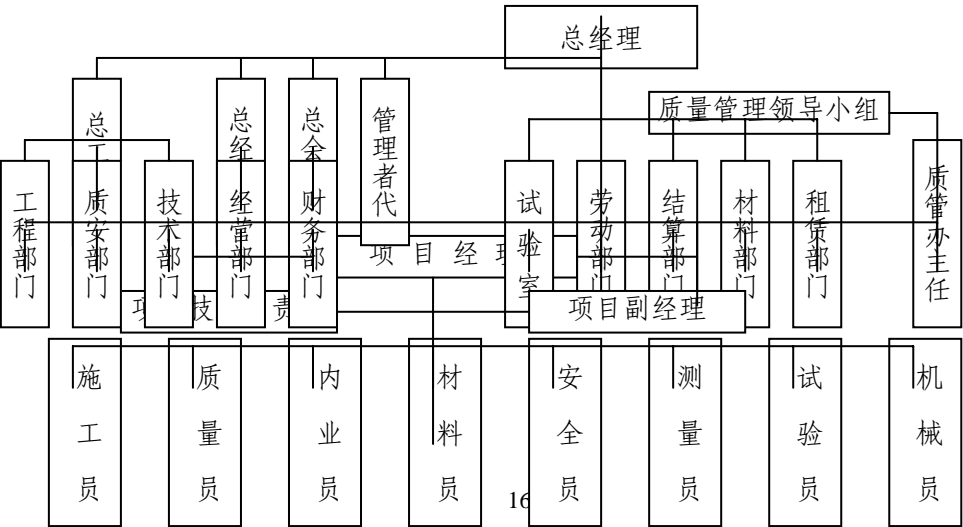 总经理
总工
总经
总会
管理者代
质量管理领导小组
工程部门
质安部门
技术部门
经营部门
财务部门
试验室
劳动部门
结算部门
材料部门
租赁部门
质管办主任
项目经理
项 技 责
项目副经理
施工员
质量员
内业员
材料员
安全员
测量员
试验员
机械员
16